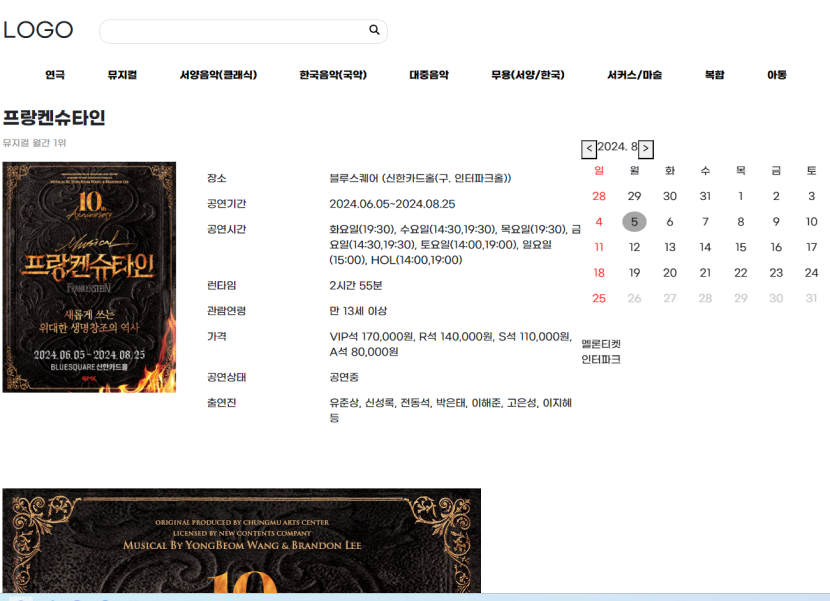 LOGO
연극 뮤지컬 서양음악(클래식) 한국음악(국악) 대중음악 무용(서양/한국) 서커스/마술 복합 아동
프랑켄슈타인
뮤지컬 월간 1위
10th
Anniversary
Musical
프랑켄슈타인
FRANKENSTEIN
새롭게 쓰는
위대한 생명창조의 역사
2024.06.05 - 2024.08.25
BLUESQUARE 신한카드홀
장소 블루스퀘어 (신한카드홀(구. 인터파크홀))
공연기간 2024.06.05~2024.08.25
공연시간 화요일(19:30), 수요일(14:30,19:30), 목요일(19:30), 금
요일(14:30,19:30), 토요일(14:00,19:00), 일요일
(15:00), HOL(14:00,19:00)
런타임 2시간 55분
관람연령 만 13세 이상
가격 VIP석 170,000원, R석 140,000원, S석 110,000원,
A석 80,000원
공연상태 공연중
출연진 유준상, 신성록, 전동석, 박은태, 이해준, 고은성, 이지혜
등
< 2024. 8 >
일 월 화 수 목 금 토
28 29 30 31 1 2 3
4 5 6 7 8 9 10
11 12 13 14 15 16 17
18 19 20 21 22 23 24
25 26 27 28 29 30 31
멜론티켓
인터파크
ORIGINAL PRODUCED BY CHUNGMU ARTS CENTER
LICENSED BY NEW CONTENTS COMPANY
MUSICAL BY YONGBEOM WANG & BRANDON LEE
10